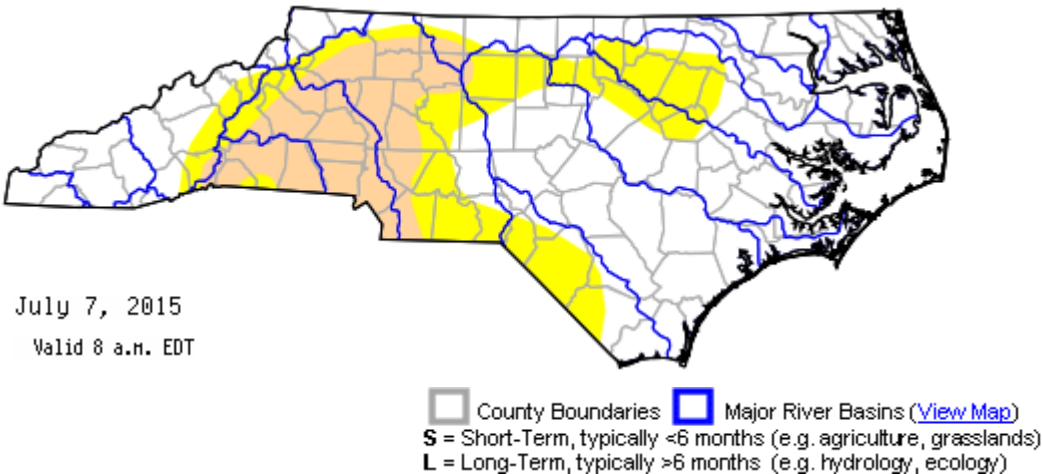 July 7, 2015
Valid 8 a.m. EDT
County Boundaries Major River Basins (View Map)
S = Short-Term, typically <6 months (e.g. agriculture, grasslands)
L = Long-Term, typically >6 months (e.g. hydrology, ecology)